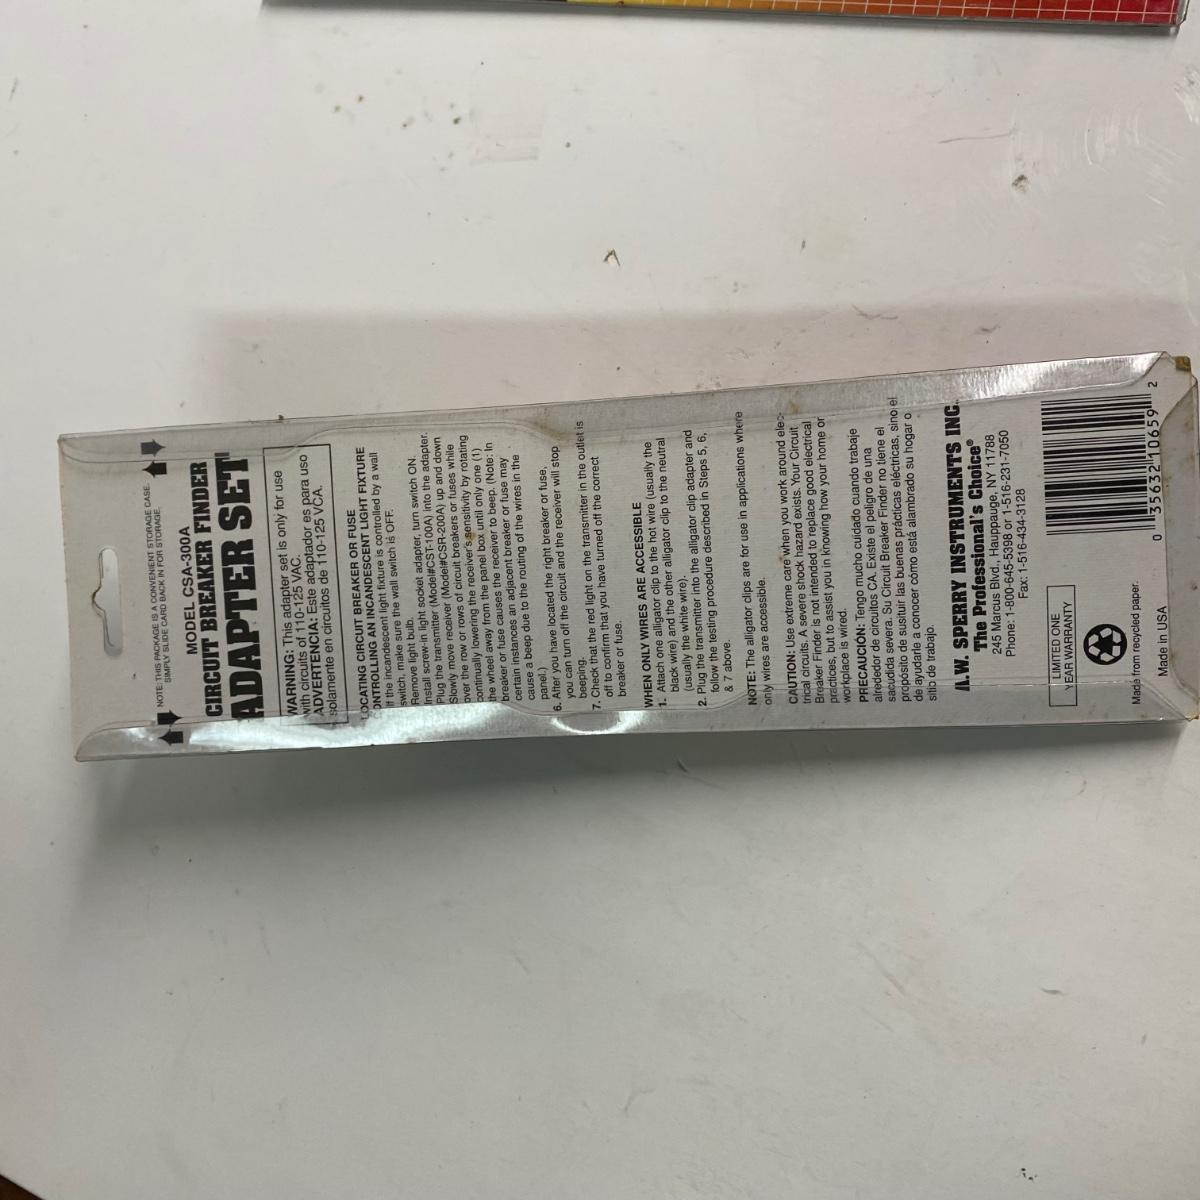 NOTE: THIS PACKAGE IS A CONVENIENT STORAGE CASE.
SIMPLY SLIDE CARD BACK IN FOR STORAGE.
MODEL CSA-300A
CIRCUIT BREAKER FINDER
ADAPTER SET
WARNING: This adapter set is only for use
with circuits of 110-125 VAC.
ADVERTENCIA: Este adaptador es para uso
solamente en circuitos de 110-125 VCA.
LOCATING CIRCUIT BREAKER OR FUSE
CONTROLLING AN INCANDESCENT LIGHT FIXTURE
If the incandescent light fixture is controlled by a wall
switch, make sure the wall switch is OFF.
Remove light bulb.
Install screw-in light socket adapter, turn switch ON.
Plug the transmitter (Model#CST-100A) into the adapter.
Slowly move receiver (Model#CSR-200A) up and down
over the row or rows of circuit breakers or fuses while
continually lowering the receiver's sensitivity by rotating
the wheel away from the panel box until only one (1)
breaker or fuse causes the receiver to beep. (Note: In
certain instances an adjacent breaker or fuse may
cause a beep due to the routing of the wires in the
panel.)
6. After you have located the right breaker or fuse,
you can turn off the circuit and the receiver will stop
beeping.
7. Check that the red light on the transmitter in the outlet is
off to confirm that you have turned off the correct
breaker or fuse.
WHEN ONLY WIRES ARE ACCESSIBLE
1. Attach one alligator clip to the hot wire (usually the
black wire) and the other alligator clip to the neutral
(usually the white wire).
2. Plug the transmitter into the alligator clip adapter and
follow the testing procedure described in Steps 5, 6,
& 7 above.
NOTE: The alligator clips are for use in applications where
only wires are accessible.
CAUTION: Use extreme care when you work around elec-
trical circuits. A severe shock hazard exists. Your Circuit
Breaker Finder is not intended to replace good electrical
practices, but to assist you in knowing how your home or
workplace is wired.
PRECAUCION: Tengo mucho cuidado cuando trabaje
alrededor de circuitos CA. Existe el peligro de una
sacudida severa. Su Circuit Breaker Finder no tiene el
propósito de susituir las buenas prácticas eléctricas, sino el
de ayudarle a conocer cómo está alambrado su hogar o
sitio de trabajo.
A.W. SPERRY INSTRUMENTS INC.
The Professional's Choice®
245 Marcus Blvd., Hauppauge, NY 11788
Phone: 1-800-645-5398 or 1-516-231-7050
Fax: 1-516-434-3128
LIMITED ONE
YEAR WARRANTY
Made from recycled paper.
Made in USA
0 35632 10659 2